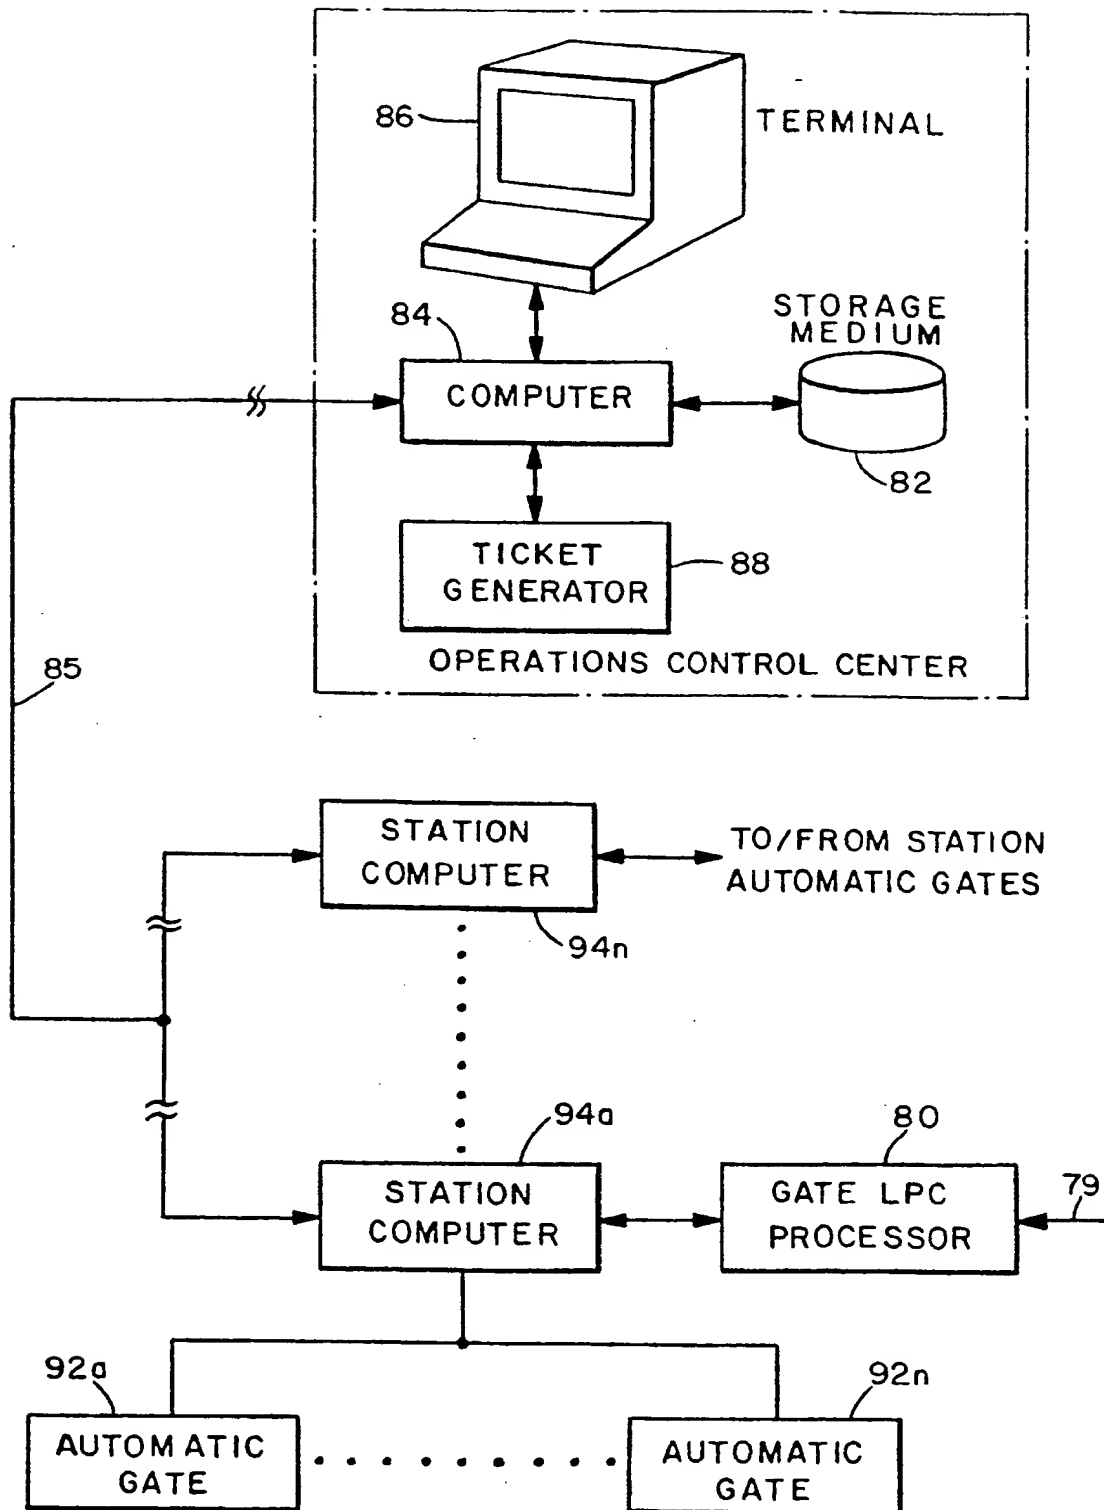 86
TERMINAL
84
STORAGE
MEDIUM
COMPUTER
82
TICKET
GENERATOR
88
OPERATIONS CONTROL CENTER
85
STATION
COMPUTER
TO/FROM STATION
AUTOMATIC GATES
94n
94a
80
STATION
COMPUTER
GATE LPC
PROCESSOR
79
92a
92n
AUTOMATIC
GATE
AUTOMATIC
GATE